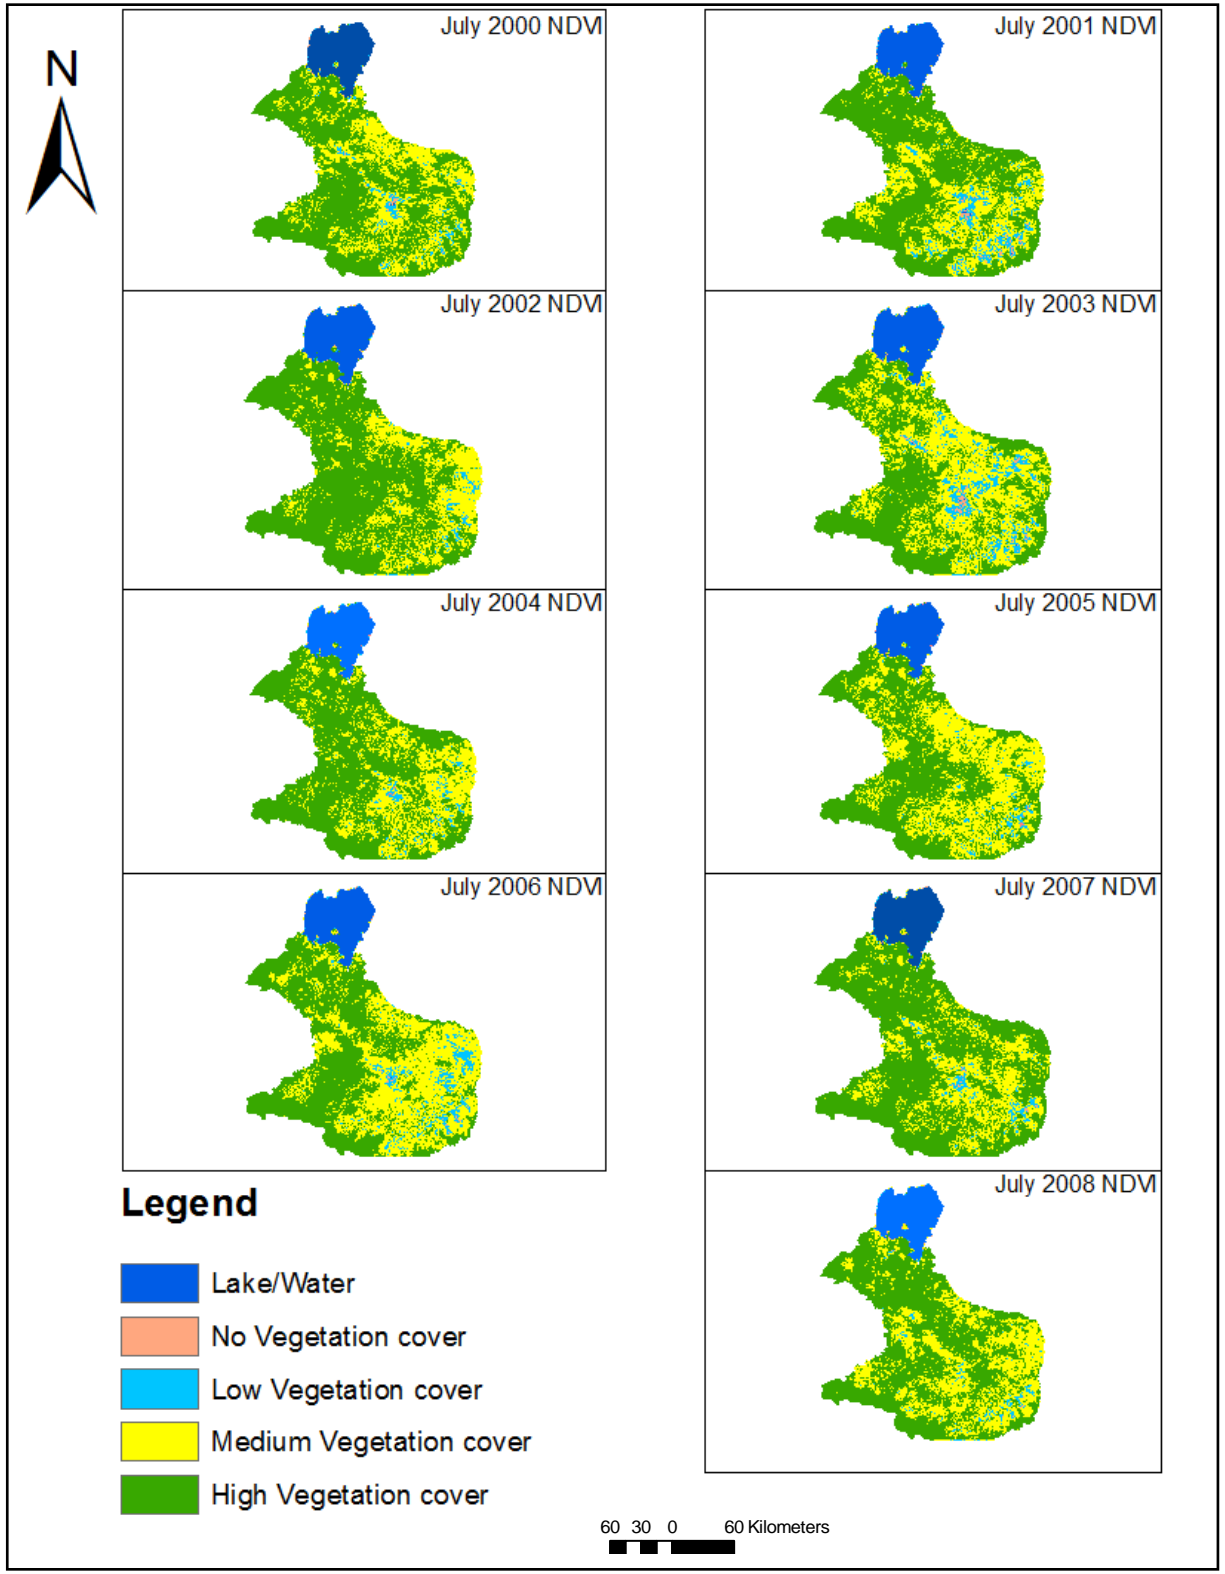 N
July 2000 NDVI
July 2001 NDVI
July 2002 NDVI
July 2003 NDVI
July 2004 NDVI
July 2005 NDVI
July 2006 NDVI
July 2007 NDVI
July 2008 NDVI
Legend
Lake/Water
No Vegetation cover
Low Vegetation cover
Medium Vegetation cover
High Vegetation cover
60 30 0 60 Kilometers